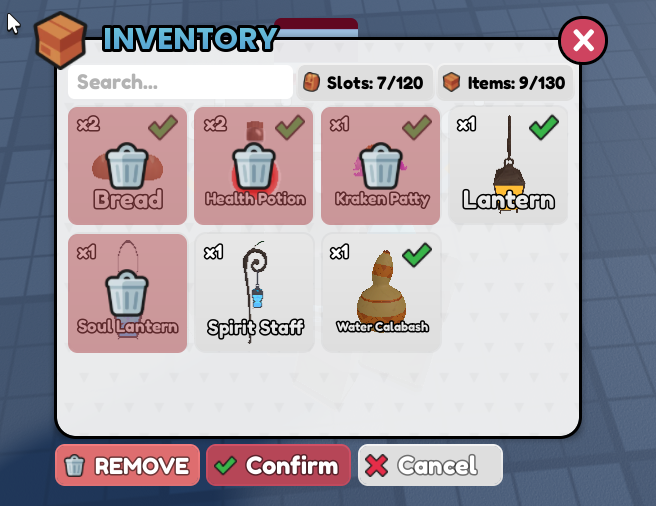 INVENTORY
Search...
Slots: 7/120
Items: 9/130
x2
Bread
x2
Health Potion
x1
Kraken Patty
x1
Lantern
x1
Soul Lantern
x1
Spirit Staff
x1
Water Calabash
REMOVE
Confirm
Cancel